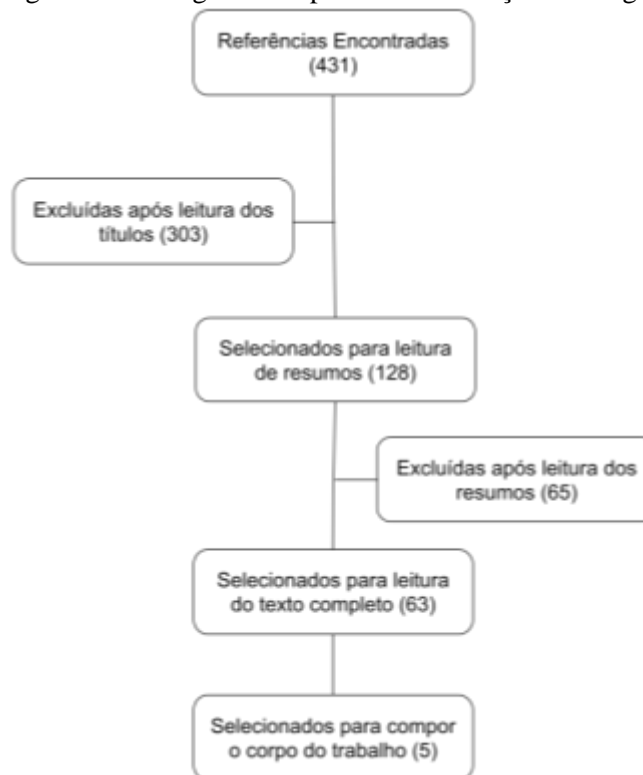 Referências Encontradas
(431)
Excluídas após leitura dos
títulos (303)
Selecionados para leitura
de resumos (128)
Excluídas após leitura dos
resumos (65)
Selecionados para leitura
do texto completo (63)
Selecionados para compor
o corpo do trabalho (5)